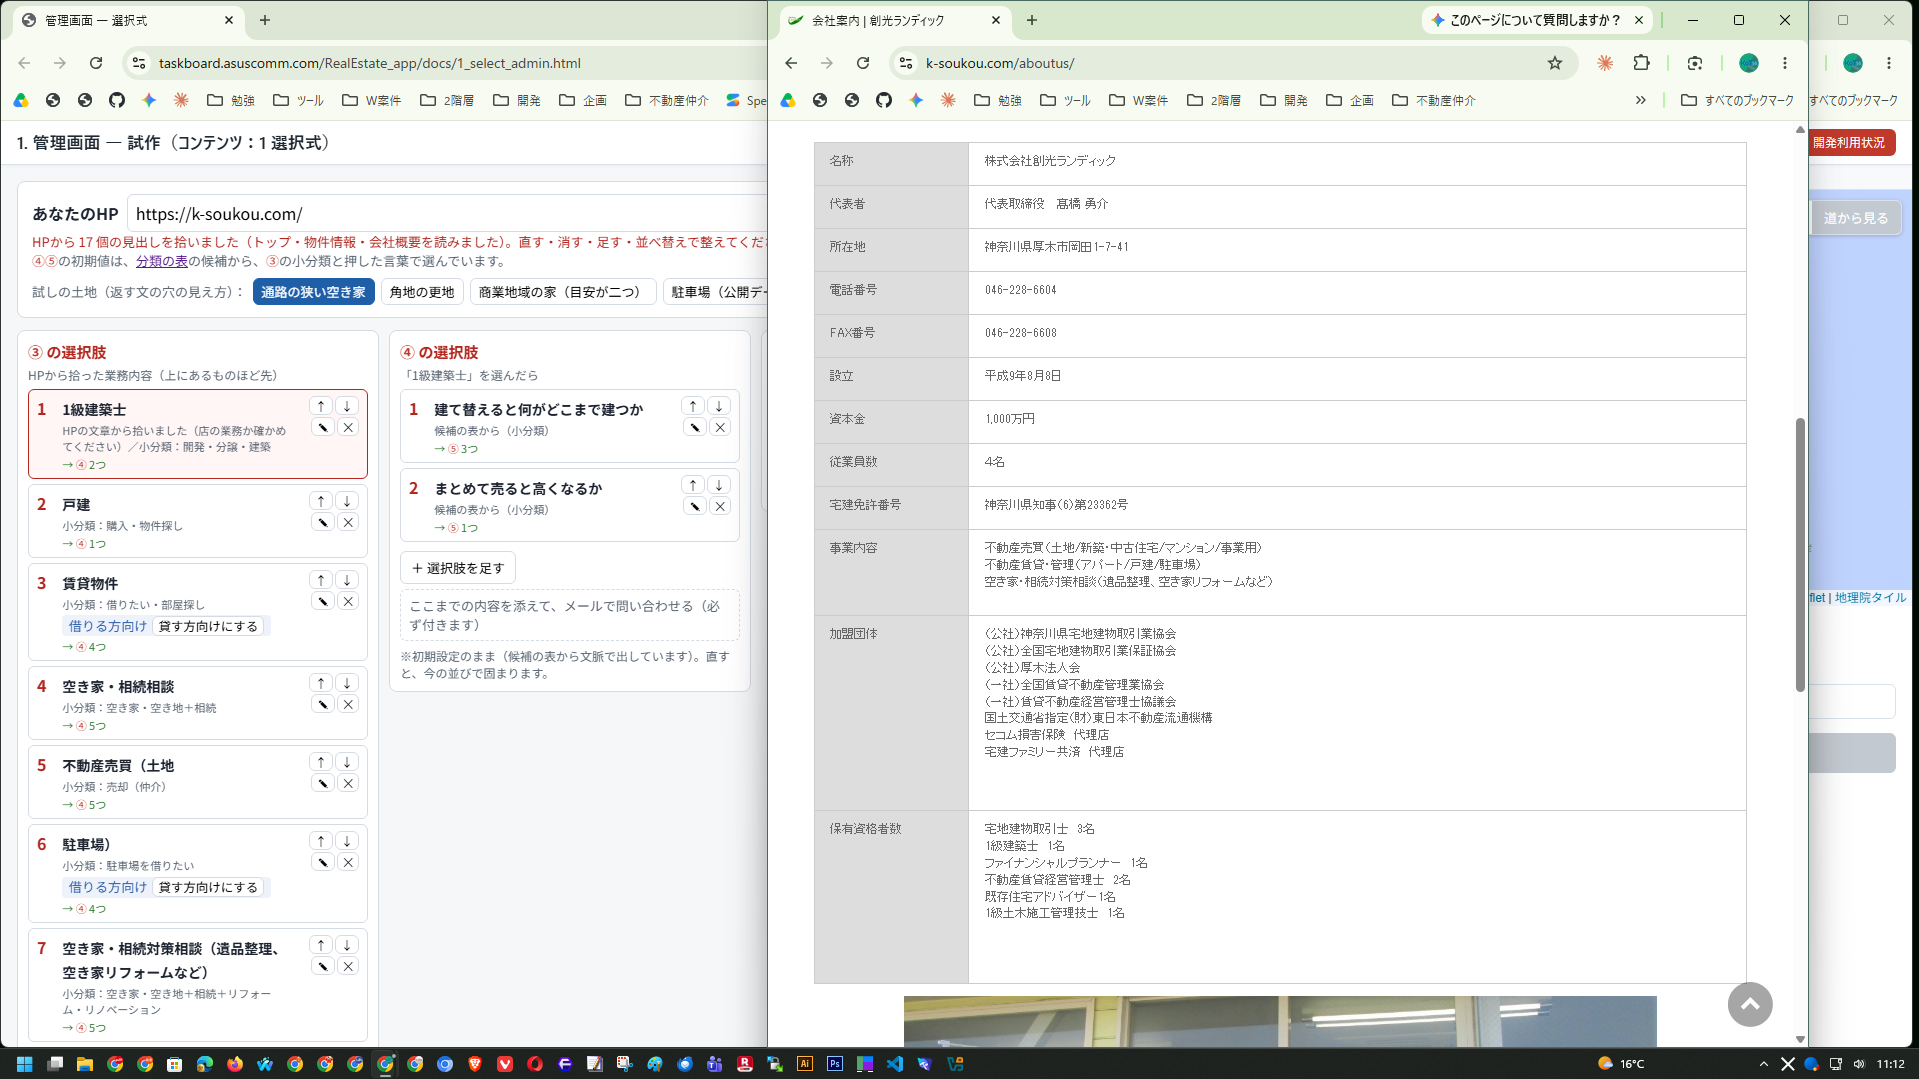 管理画面 — 選択式
会社案内 | 創光ランディック
このページについて質問しますか？
taskboard.asuscomm.com/RealEstate_app/docs/1_select_admin.html
k-soukou.com/aboutus/
勉強
ツール
W案件
2階層
開発
企画
不動産仲介
Spe
勉強
ツール
W案件
2階層
開発
企画
不動産仲介
すべてのブックマーク
すべてのブックマーク
1. 管理画面 — 試作（コンテンツ：1 選択式）
開発利用状況
道から見る
あなたのHP
https://k-soukou.com/
HPから 17 個の見出しを拾いました（トップ・物件情報・会社概要を読みました）。直す・消す・足す・並べ替えで整えてくだ
④⑤の初期値は、分類の表の候補から、③の小分類と押した言葉で選んでいます。
試しの土地（返す文の穴の見え方）：
通路の狭い空き家
角地の更地
商業地域の家（目安が二つ）
駐車場（公開デー
③ の選択肢
HPから拾った業務内容（上にあるものほど先）
1 1級建築士
HPの文章から拾いました（店の業務か確かめ
てください）／小分類：開発・分譲・建築
→ ④ 2つ
2 戸建
小分類：購入・物件探し
→ ④ 1つ
3 賃貸物件
小分類：借りたい・部屋探し
借りる方向け 貸す方向けにする
→ ④ 4つ
4 空き家・相続相談
小分類：空き家・空き地＋相続
→ ④ 5つ
5 不動産売買（土地
小分類：売却（仲介）
→ ④ 5つ
6 駐車場）
小分類：駐車場を借りたい
借りる方向け 貸す方向けにする
→ ④ 4つ
7 空き家・相続対策相談（遺品整理、
空き家リフォームなど）
小分類：空き家・空き地＋相続＋リフォー
ム・リノベーション
→ ④ 5つ
④ の選択肢
「1級建築士」を選んだら
1 建て替えると何がどこまで建つか
候補の表から（小分類）
→ ⑤ 3つ
2 まとめて売ると高くなるか
候補の表から（小分類）
→ ⑤ 1つ
＋ 選択肢を足す
ここまでの内容を添えて、メールで問い合わせる（必
ず付きます）
※初期設定のまま（候補の表から文脈で出しています）。直す
と、今の並びで固まります。
名称 株式会社創光ランディック
代表者 代表取締役　髙橋 勇介
所在地 神奈川県厚木市岡田1-7-41
電話番号 046-228-6604
FAX番号 046-228-6608
設立 平成9年8月8日
資本金 1,000万円
従業員数 4名
宅建免許番号 神奈川県知事(6)第23362号
事業内容 不動産売買(土地/新築・中古住宅/マンション/事業用)
不動産賃貸・管理(アパート/戸建/駐車場)
空き家・相続対策相談(遺品整理、空き家リフォームなど)
加盟団体 (公社)神奈川県宅地建物取引業協会
(公社)全国宅地建物取引業保証協会
(公社)厚木法人会
(一社)全国賃貸不動産管理業協会
(一社)賃貸不動産経営管理士協議会
国土交通省指定(財)東日本不動産流通機構
セコム損害保険　代理店
宅建ファミリー共済　代理店
保有資格者数 宅地建物取引士　3名
1級建築士　1名
ファイナンシャルプランナー　1名
不動産賃貸経営管理士　2名
既存住宅アドバイザー1名
1級土木施工管理技士　1名
flet | 地理院タイル
16°C
11:12